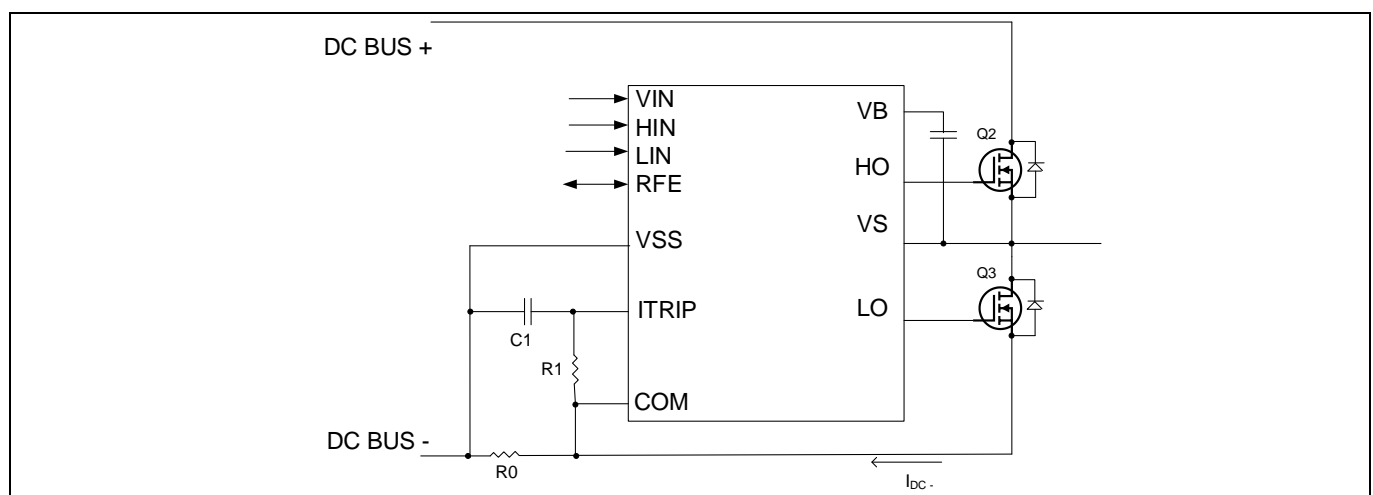 DC BUS +
VIN
HIN
LIN
RFE
VSS
ITRIP
COM
VB
HO
VS
LO
Q2
Q3
C1
R1
DC BUS -
R0
IDC -